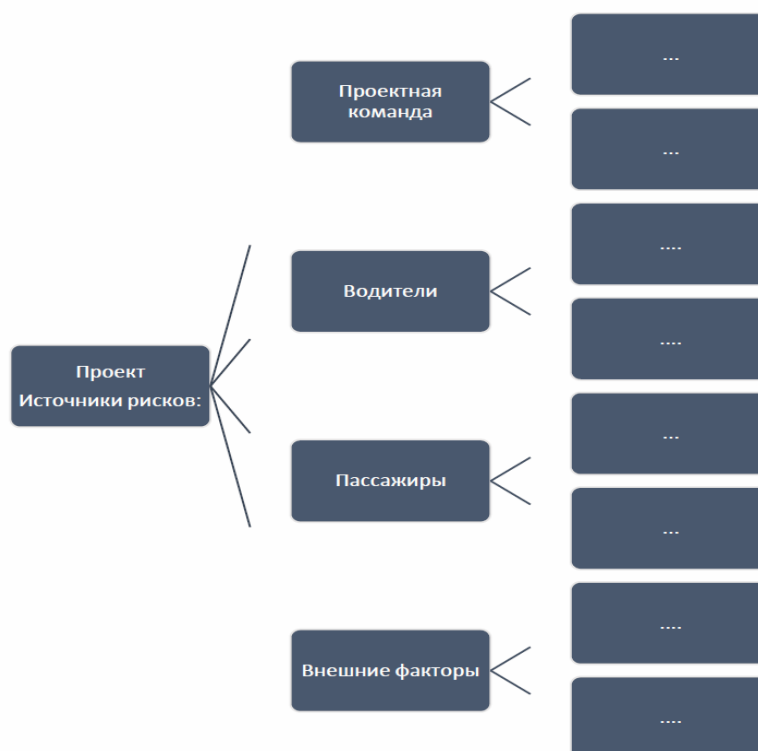 Проект
Источники рисков:
Проектная
команда
...
...
Водители
....
....
Пассажиры
...
...
Внешние факторы
....
....